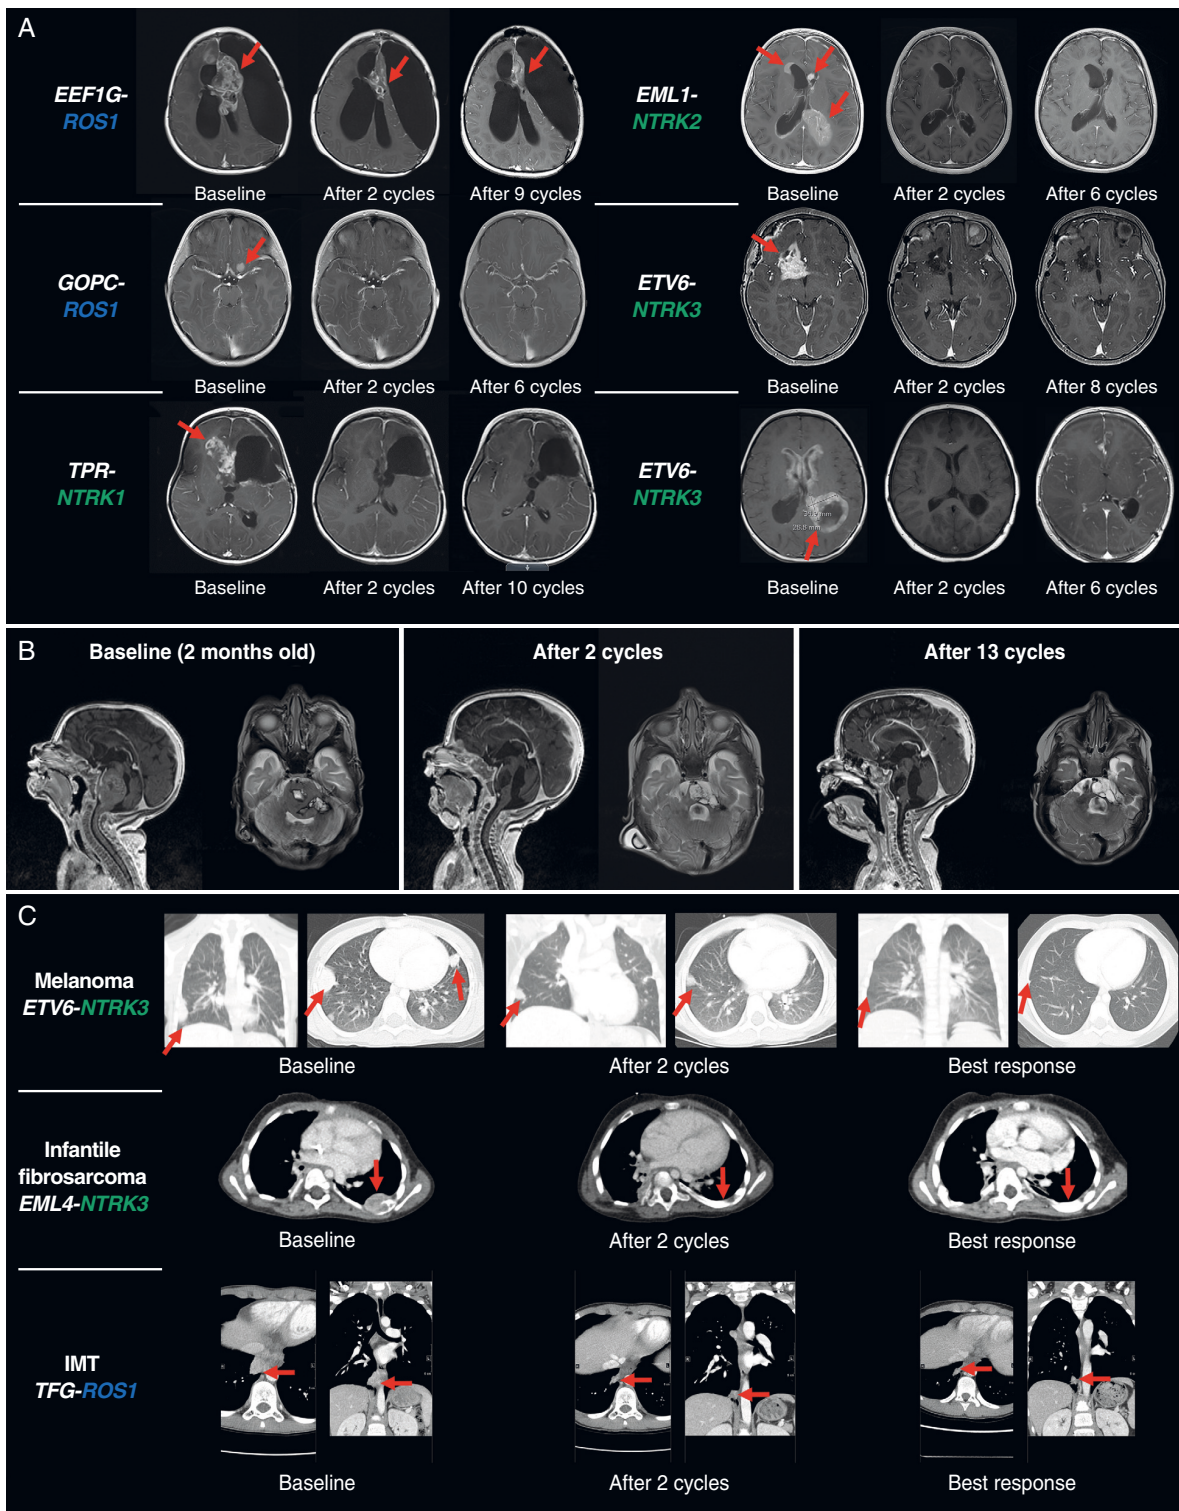 A
EEF1G-
ROS1
Baseline
After 2 cycles
After 9 cycles
EML1-
NTRK2
Baseline
After 2 cycles
After 6 cycles
GOPC-
ROS1
Baseline
After 2 cycles
After 6 cycles
ETV6-
NTRK3
Baseline
After 2 cycles
After 8 cycles
TPR-
NTRK1
Baseline
After 2 cycles
After 10 cycles
ETV6-
NTRK3
Baseline
After 2 cycles
After 6 cycles
B
Baseline (2 months old)
After 2 cycles
After 13 cycles
C
Melanoma
ETV6-NTRK3
Baseline
After 2 cycles
Best response
Infantile
fibrosarcoma
EML4-NTRK3
Baseline
After 2 cycles
Best response
IMT
TFG-ROS1
Baseline
After 2 cycles
Best response